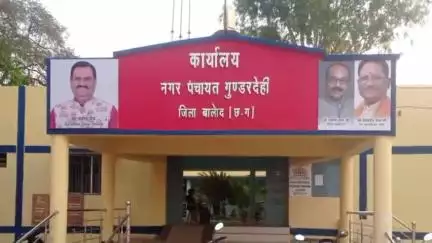 कार्यालय
नगर पंचायत गुण्डरदेही
जिला बालोद (छ-ग)